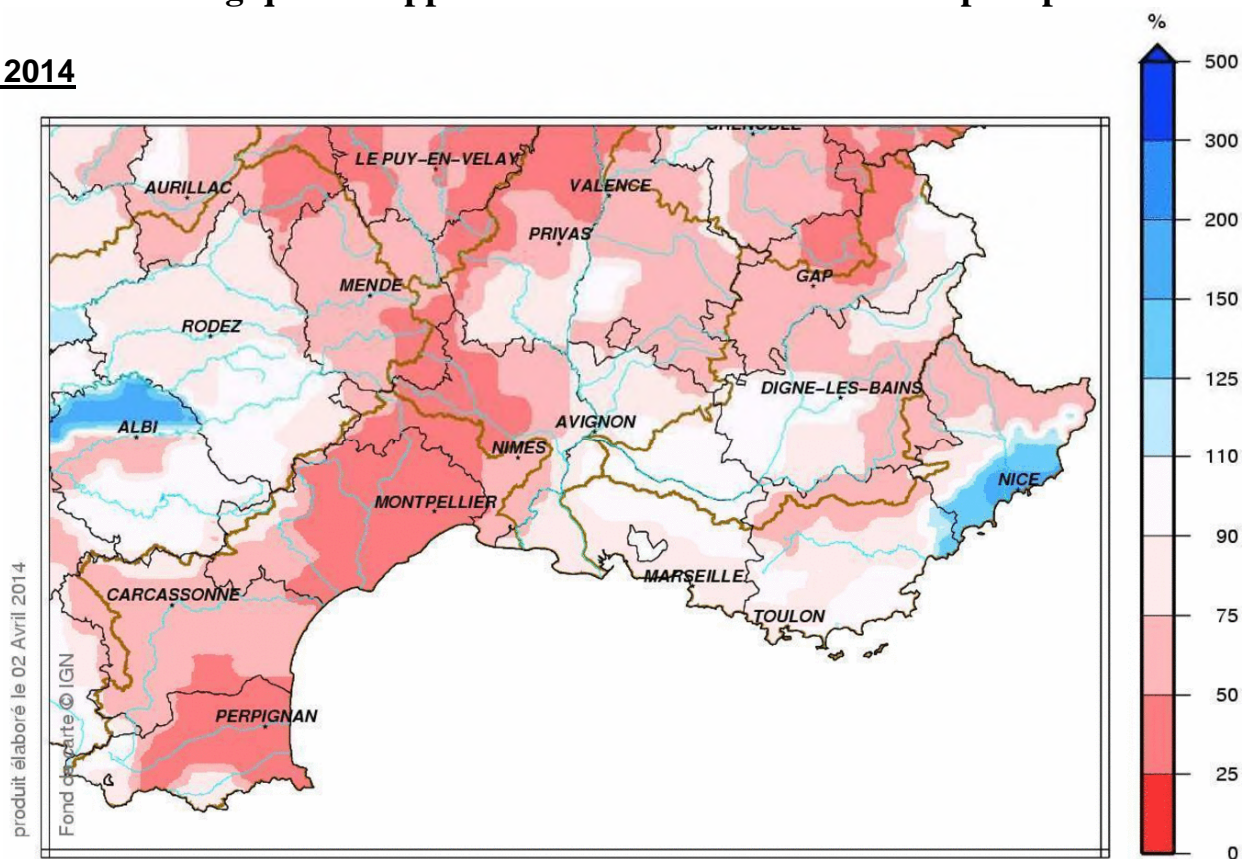 %
2014
500
300
200
150
125
110
90
75
50
25
0
GRENOBLE
LE PUY-EN-VELAY
AURILLAC
VALENCE
PRIVAS
GAP
MENDE
RODEZ
DIGNE-LES-BAINS
ALBI
AVIGNON
NIMES
NICE
MONTPELLIER
MARSEILLE
CARCASSONNE
TOULON
PERPIGNAN
produit élaboré le 02 Avril 2014
Fond de carte © IGN